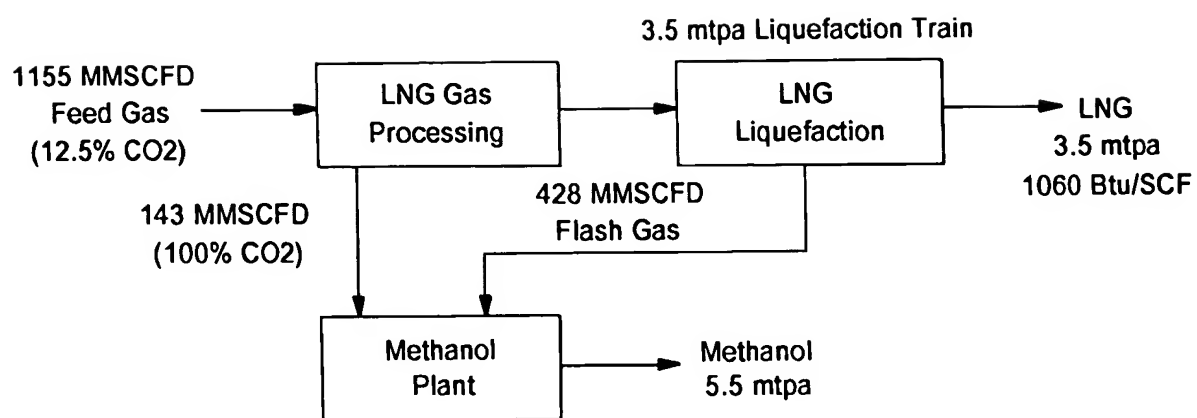 3.5 mtpa Liquefaction Train
1155 MMSCFD
Feed Gas
(12.5% CO2)
LNG Gas
Processing
LNG
Liquefaction
LNG
3.5 mtpa
1060 Btu/SCF
143 MMSCFD
(100% CO2)
428 MMSCFD
Flash Gas
Methanol
Plant
Methanol
5.5 mtpa